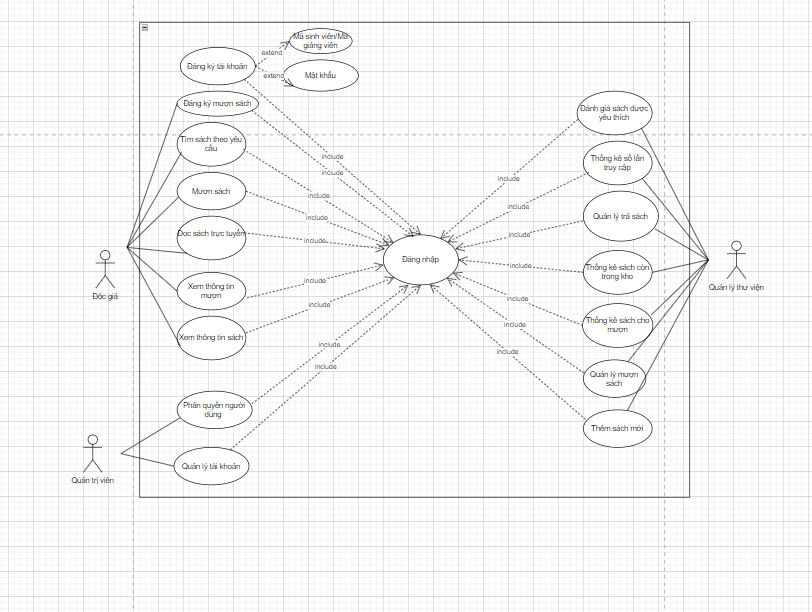 Mã sinh viên/Mã
giảng viên
extend
Đăng ký tài khoản
extend
Mật khẩu
Đăng ký mượn sách
Đánh giá sách được
yêu thích
Tìm sách theo yêu
cầu
include
include
Thống kê số lần
truy cập
include
Mượn sách
include
include
include
Quản lý trả sách
Đọc sách trực tuyến
include
include
Đăng nhập
Độc giả
Thống kê sách còn
trong kho
include
Quản lý thư viện
Xem thông tin
mượn
include
include
include
Thống kê sách cho
mượn
include
Xem thông tin sách
include
include
include
Quản lý mượn
sách
Phân quyền người
dùng
Thêm sách mới
Quản lý tài khoản
Quản trị viên